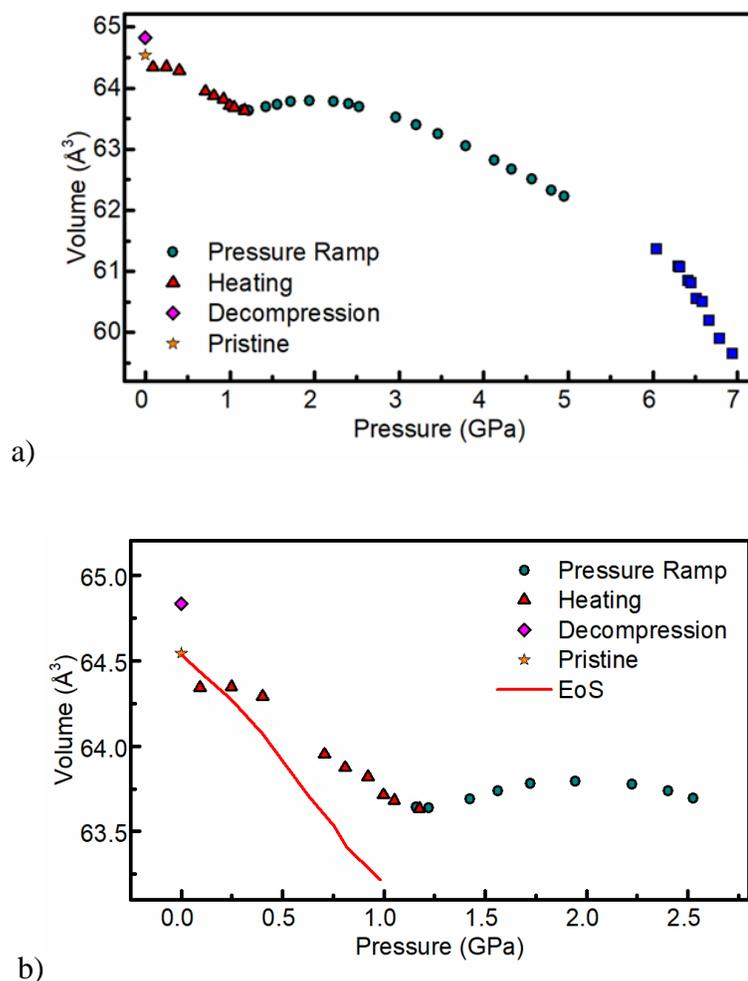 65
64
63
62
61
60
Volume (Å³)
Pressure Ramp
Heating
Decompression
Pristine
0 1 2 3 4 5 6 7
Pressure (GPa)
a)
65.0
64.5
64.0
63.5
Volume (Å³)
Pressure Ramp
Heating
Decompression
Pristine
EoS
0.0 0.5 1.0 1.5 2.0 2.5
Pressure (GPa)
b)